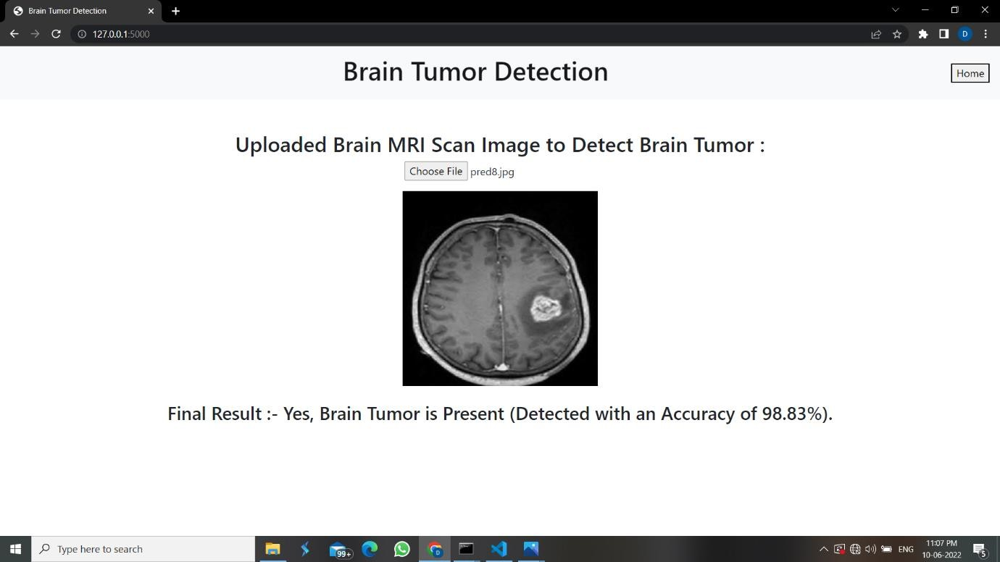 Brain Tumor Detection
127.0.0.1:5000
D
Brain Tumor Detection
Home
Uploaded Brain MRI Scan Image to Detect Brain Tumor :
Choose File pred8.jpg
Final Result :- Yes, Brain Tumor is Present (Detected with an Accuracy of 98.83%).
Type here to search
99+
D
ENG
11:07 PM
10-06-2022
5